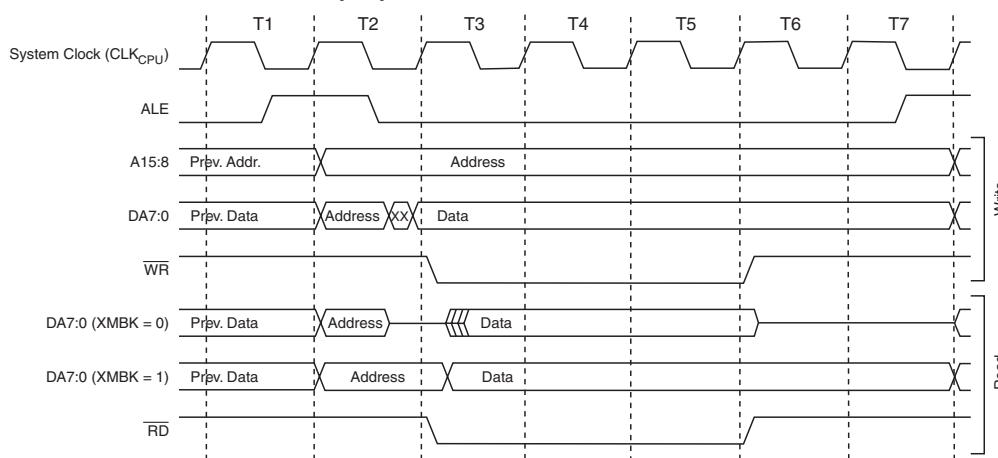 T1 T2 T3 T4 T5 T6 T7
System Clock (CLKCPU)
ALE
A15:8 Prev. Addr. Address
DA7:0 Prev. Data Address XX Data
WR
Write
DA7:0 (XMBK = 0) Prev. Data Address Data
DA7:0 (XMBK = 1) Prev. Data Address Data
Read
RD